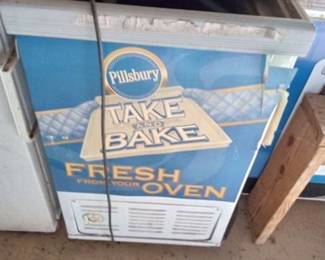 Pillsbury
TAKE
AND
BAKE
FRESH
FROM YOUR OVEN